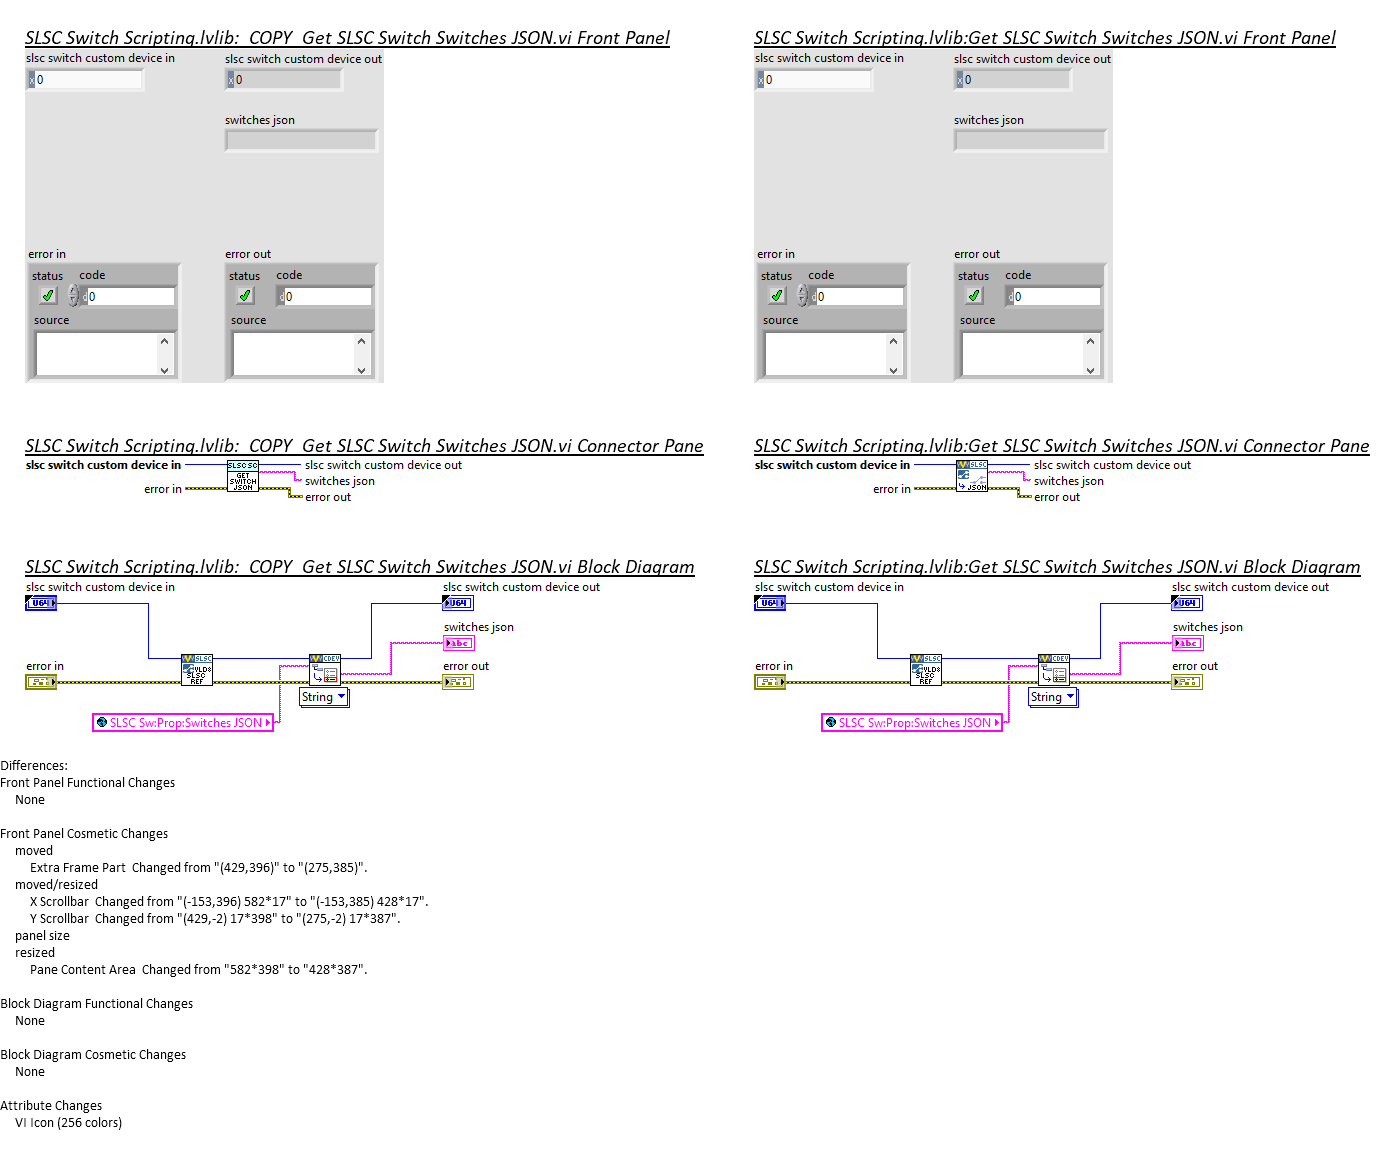 SLSC Switch Scripting.lvlib:  COPY  Get SLSC Switch Switches JSON.vi Front Panel
slsc switch custom device in
slsc switch custom device out
x 0
x 0
switches json
error in
error out
status
code
status
code
d 0
d 0
source
source
SLSC Switch Scripting.lvlib:Get SLSC Switch Switches JSON.vi Front Panel
slsc switch custom device in
slsc switch custom device out
x 0
x 0
switches json
error in
error out
status
code
status
code
d 0
d 0
source
source
SLSC Switch Scripting.lvlib:  COPY  Get SLSC Switch Switches JSON.vi Connector Pane
slsc switch custom device in
SLSC SC
GET
SWITCH
JSON
slsc switch custom device out
switches json
error in
error out
SLSC Switch Scripting.lvlib:Get SLSC Switch Switches JSON.vi Connector Pane
slsc switch custom device in
SLSC
JSON
slsc switch custom device out
switches json
error in
error out
SLSC Switch Scripting.lvlib:  COPY  Get SLSC Switch Switches JSON.vi Block Diagram
slsc switch custom device in
slsc switch custom device out
U64
U64
switches json
abc
error in
error out
SLSC
VLDS
SLSC
REF
CDEV
String
SLSC Sw:Prop:Switches JSON
SLSC Switch Scripting.lvlib:Get SLSC Switch Switches JSON.vi Block Diagram
slsc switch custom device in
slsc switch custom device out
U64
U64
switches json
abc
error in
error out
SLSC
VLDS
SLSC
REF
CDEV
String
SLSC Sw:Prop:Switches JSON
Differences:
Front Panel Functional Changes
None
Front Panel Cosmetic Changes
moved
Extra Frame Part  Changed from "(429,396)" to "(275,385)".
moved/resized
X Scrollbar  Changed from "(-153,396) 582*17" to "(-153,385) 428*17".
Y Scrollbar  Changed from "(429,-2) 17*398" to "(275,-2) 17*387".
panel size
resized
Pane Content Area  Changed from "582*398" to "428*387".
Block Diagram Functional Changes
None
Block Diagram Cosmetic Changes
None
Attribute Changes
VI Icon (256 colors)